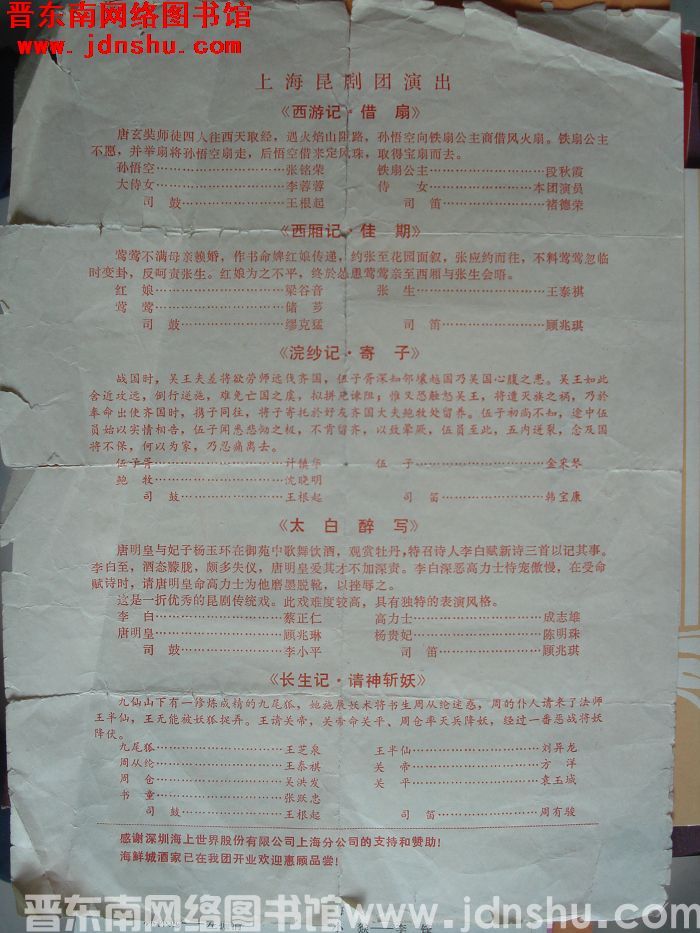 晋东南网络图书馆
www.jdnshu.com
上海昆剧团演出
《西游记·借扇》
唐玄奘师徒四人往西天取经，遇火焰山阻路，孙悟空向铁扇公主商借风火扇。铁扇公主
不愿，并举扇将孙悟空扇走，后悟空借来定风珠，取得宝扇而去。
孙悟空……张铭荣 铁扇公主……段秋霞
大侍女……李蓉蓉 侍女……本团演员
司鼓……王根起 司笛……褚德荣
《西厢记·佳期》
莺莺不满母亲赖婚，作书命婢红娘传递，约张至花园面叙，张应约而往，不料莺莺忽临
时变卦，反呵责张生。红娘为之不平，终於怂恿莺莺亲至西厢与张生会晤。
红娘……梁谷音 张生……王泰祺
莺莺……储芗
司鼓……缪克猛 司笛……顾兆琪
《浣纱记·寄子》
战国时，吴王夫差将欲劳师远伐齐国，伍子胥深知邻壤越国乃吴国心腹之患。吴王如此
舍近攻远，倒行逆施，难免亡国之虞，拟拼死谏阻；惟又恐触怒吴王，将遭灭族之祸，乃於
奉命出使齐国时，携子同往，将子寄托於好友齐国大夫鲍牧处留养。伍子初尚不知，途中伍
员始以实情相告，伍子闻悉悲恸之极，不肯留齐，以致晕厥，伍员至此，五内迸裂，念及国
将不保，何以为家，乃忍痛离去。
伍子胥……计镇华 伍子……金采琴
鲍牧……沈晓明
司鼓……王根起 司笛……韩宝康
《太白醉写》
唐明皇与妃子杨玉环在御苑中歌舞饮酒，观赏牡丹，特召诗人李白赋新诗三首以记其事。
李白至，酒态朦胧，颇多失仪，唐明皇爱其才不加深责。李白深恶高力士恃宠傲慢，在受命
赋诗时，请唐明皇命高力士为他磨墨脱靴，以挫辱之。
这是一折优秀的昆剧传统戏。此戏难度较高，具有独特的表演风格。
李白……蔡正仁 高力士……成志雄
唐明皇……顾兆琳 杨贵妃……陈明珠
司鼓……李小平 司笛……顾兆琪
《长生记·请神斩妖》
九仙山下有一修炼成精的九尾狐，她施展妖术将书生周从纶迷惑，周的仆人请来了法师
王半仙，王无能被妖狐捉弄。王请关帝，关帝命关平、周仓率天兵降妖，经过一番恶战将妖
降伏。
九尾狐……王芝泉 王半仙……刘异龙
周从纶……王泰祺 关帝……方洋
周仓……吴洪发 关平……袁玉城
书童……张跃忠
司鼓……王根起 司笛……周有骏
感谢深圳海上世界股份有限公司上海分公司的支持和赞助！
海鲜城酒家已在我团开业欢迎惠顾品尝！
晋东南网络图书馆 www.jdnshu.com